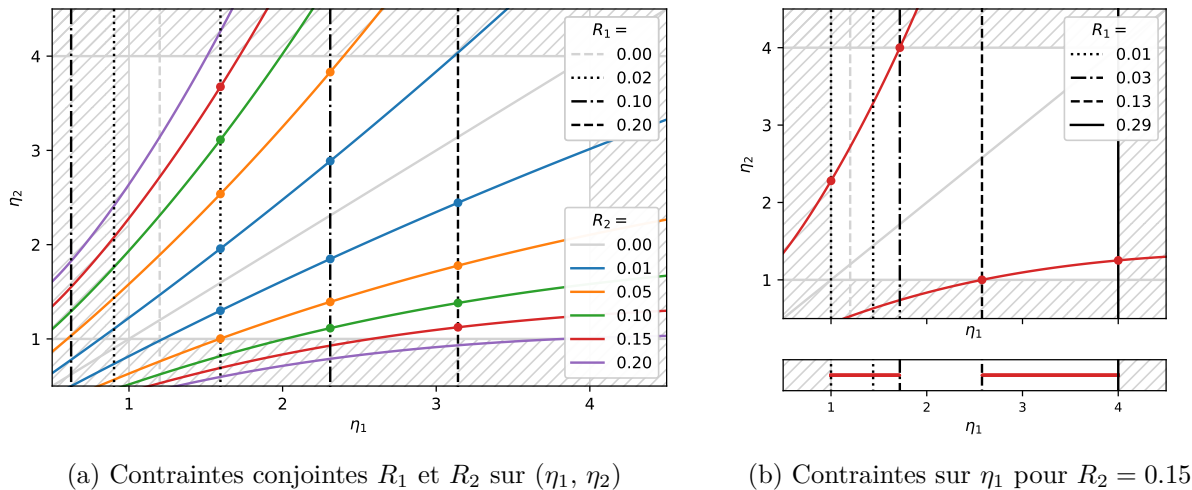 R₁ =
0.00
0.02
0.10
0.20
R₂ =
0.00
0.01
0.05
0.10
0.15
0.20
4
3
2
1
η₂
1 2 3 4
η₁
(a) Contraintes conjointes R₁ et R₂ sur (η₁, η₂)
R₁ =
0.01
0.03
0.13
0.29
4
3
2
1
η₂
η₁
1 2 3 4
η₁
(b) Contraintes sur η₁ pour R₂ = 0.15